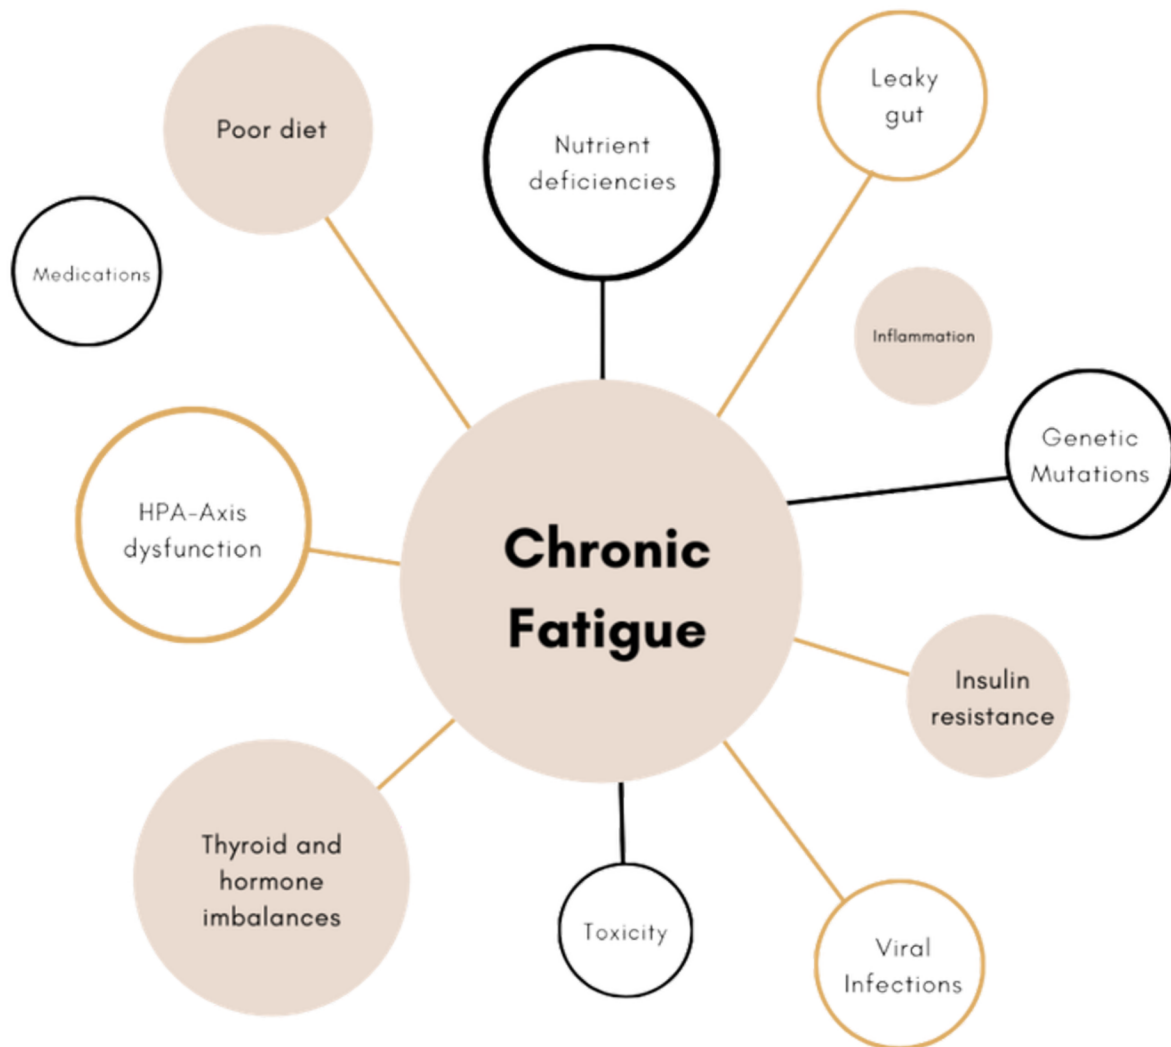 Poor diet
Nutrient
deficiencies
Leaky
gut
Medications
Inflammation
Genetic
Mutations
HPA-Axis
dysfunction
Chronic
Fatigue
Insulin
resistance
Thyroid and
hormone
imbalances
Toxicity
Viral
Infections